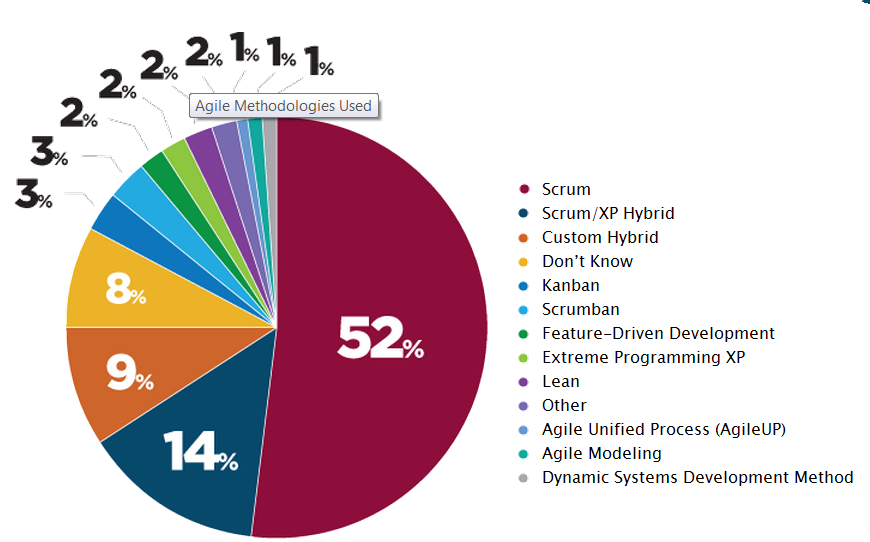 1%
1%
1%
2%
2%
2%
2%
3%
3%
Agile Methodologies Used
8%
9%
14%
52%
Scrum
Scrum/XP Hybrid
Custom Hybrid
Don’t Know
Kanban
Scrumban
Feature-Driven Development
Extreme Programming XP
Lean
Other
Agile Unified Process (AgileUP)
Agile Modeling
Dynamic Systems Development Method